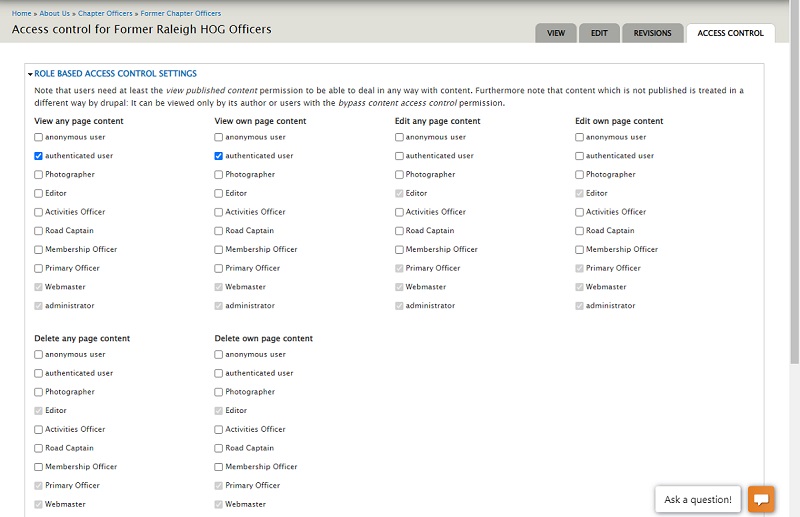 Home » About Us » Chapter Officers » Former Chapter Officers
Access control for Former Raleigh HOG Officers
VIEW EDIT REVISIONS ACCESS CONTROL
ROLE BASED ACCESS CONTROL SETTINGS
Note that users need at least the view published content permission to be able to deal in any way with content. Furthermore note that content which is not published is treated in a
different way by drupal: It can be viewed only by its author or users with the bypass content access control permission.
View any page content
anonymous user
authenticated user
Photographer
Editor
Activities Officer
Road Captain
Membership Officer
Primary Officer
Webmaster
administrator
View own page content
anonymous user
authenticated user
Photographer
Editor
Activities Officer
Road Captain
Membership Officer
Primary Officer
Webmaster
administrator
Edit any page content
anonymous user
authenticated user
Photographer
Editor
Activities Officer
Road Captain
Membership Officer
Primary Officer
Webmaster
administrator
Edit own page content
anonymous user
authenticated user
Photographer
Editor
Activities Officer
Road Captain
Membership Officer
Primary Officer
Webmaster
administrator
Delete any page content
anonymous user
authenticated user
Photographer
Editor
Activities Officer
Road Captain
Membership Officer
Primary Officer
Webmaster
Delete own page content
anonymous user
authenticated user
Photographer
Editor
Activities Officer
Road Captain
Membership Officer
Primary Officer
Webmaster
Ask a question!